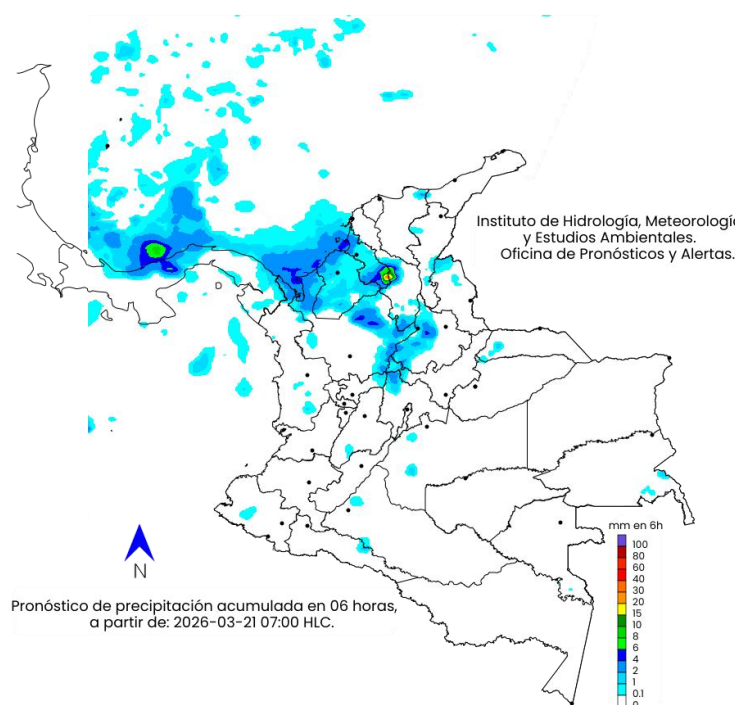 Instituto de Hidrología, Meteorologí
y Estudios Ambientales.
Oficina de Pronósticos y Alertas.
N
Pronóstico de precipitación acumulada en 06 horas,
a partir de: 2026-03-21 07:00 HLC.
mm en 6h
100
80
60
40
30
20
15
10
8
6
4
2
1
0.1
0